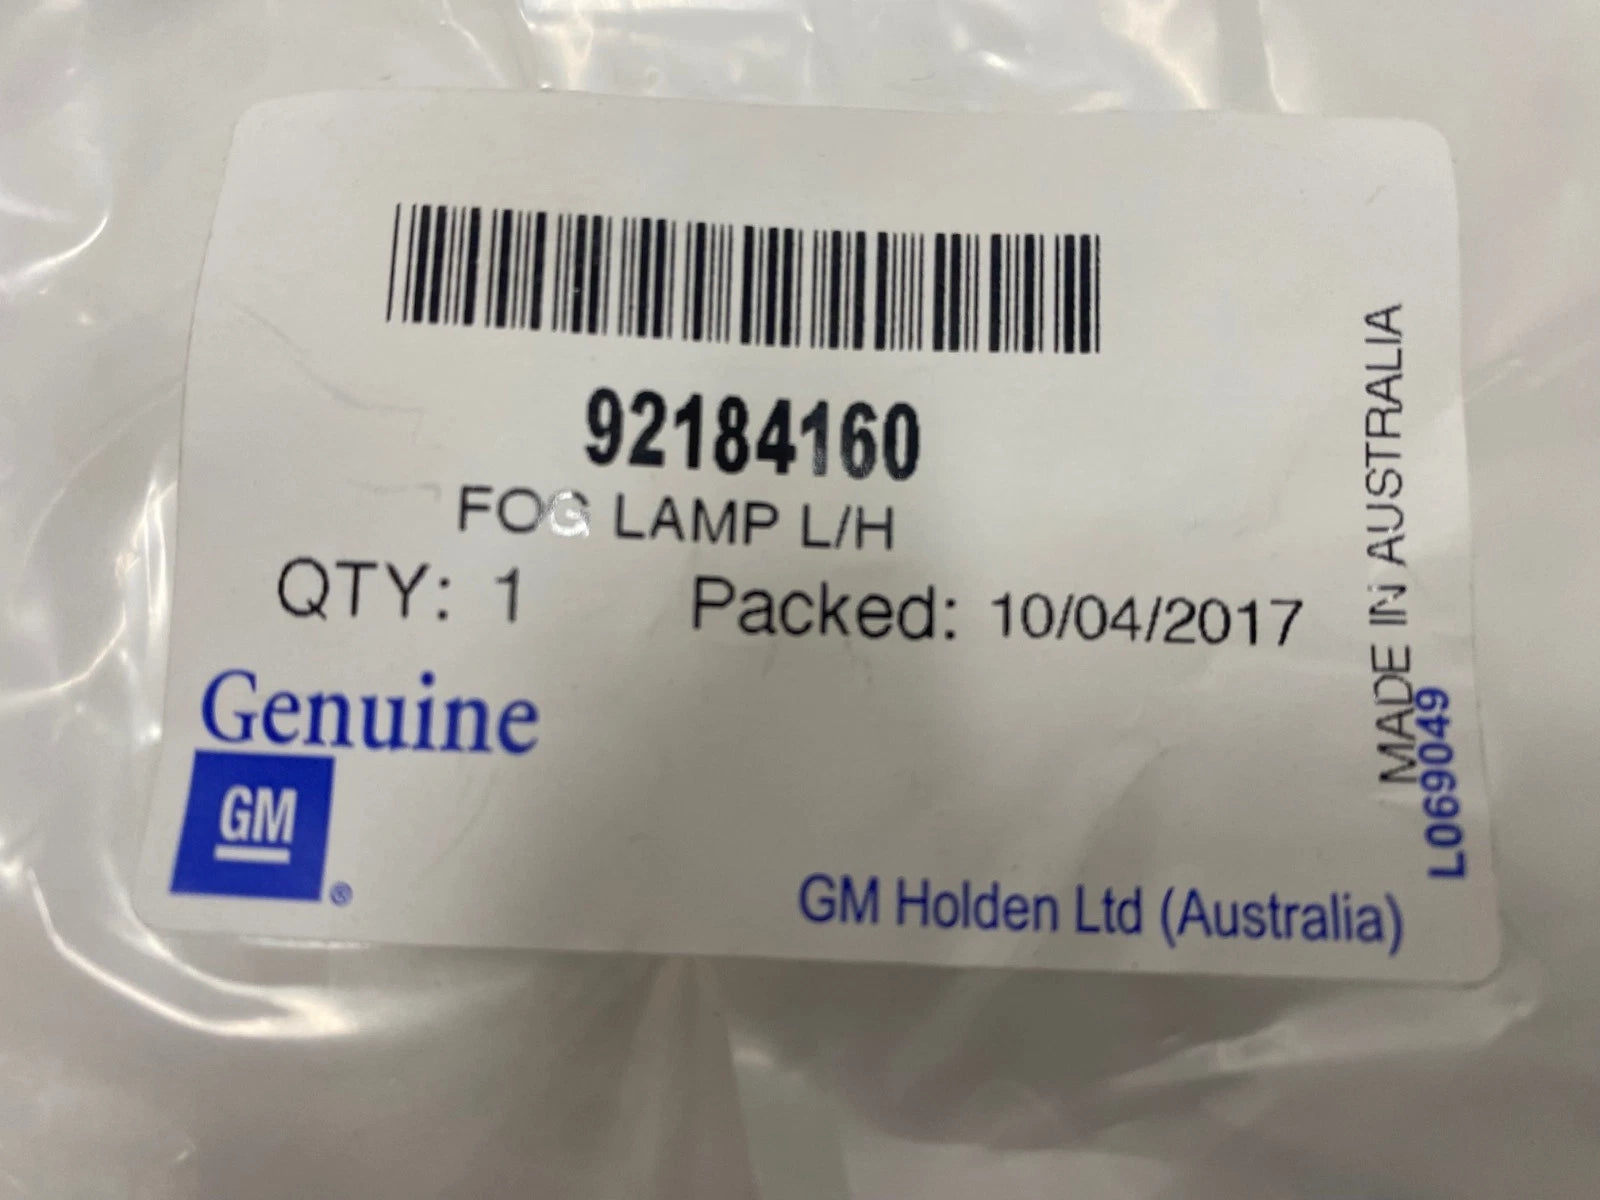 92184160
FOG LAMP L/H
QTY: 1 Packed: 10/04/2017
Genuine
GM
®
GM Holden Ltd (Australia)
MADE IN AUSTRALIA
L069049